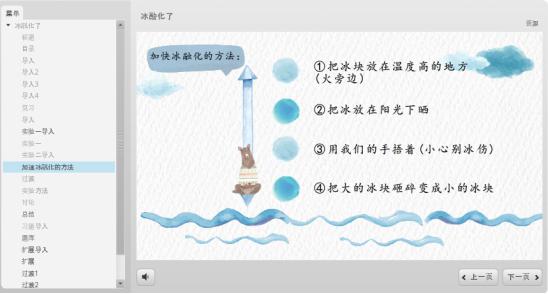 菜单
冰融化了
标题
目录
导入
导入2
导入3
导入4
复习
导入
实验一导入
实验一
实验二导入
加速冰融化的方法
过渡
实验方法
讨论
总结
习题导入
题库
扩展导入
扩展
过渡1
过渡2
冰融化了
资源
加快冰融化的方法：
①把冰块放在温度高的地方
（火旁边）
②把冰放在阳光下晒
③用我们的手捂着（小心别冰伤）
④把大的冰块砸碎变成小的冰块
上一页
下一页